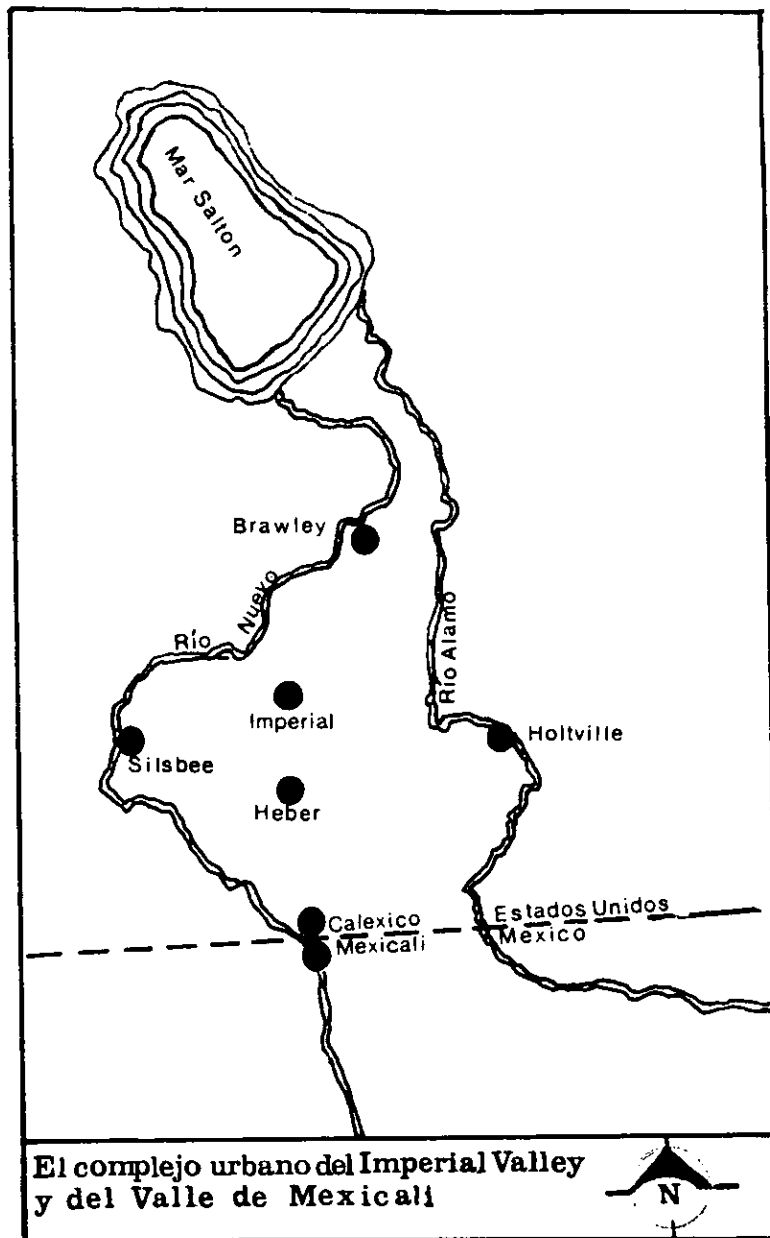 Mar Salton
Brawley
Río Nuevo
Río Alamo
Imperial
Holtville
Silsbee
Heber
Calexico
Estados Unidos
Mexicali
Mexico
El complejo urbano del Imperial Valley
y del Valle de Mexicali
N